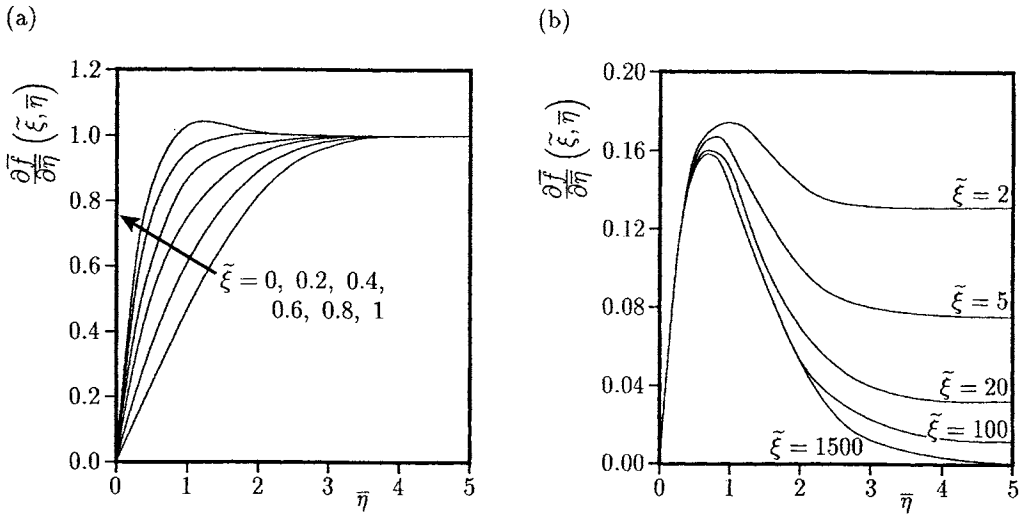 (a)
1.2
1.0
0.8
0.6
0.4
0.2
0.0
∂f̅/∂η̿ (ξ̃, η̅)
ξ̃ = 0, 0.2, 0.4,
0.6, 0.8, 1
0 1 2 3 4 5
η̅
(b)
0.20
0.16
0.12
0.08
0.04
0.00
∂f̅/∂η̿ (ξ̃, η̅)
ξ̃ = 2
ξ̃ = 5
ξ̃ = 20
ξ̃ = 100
ξ̃ = 1500
0 1 2 3 4 5
η̅